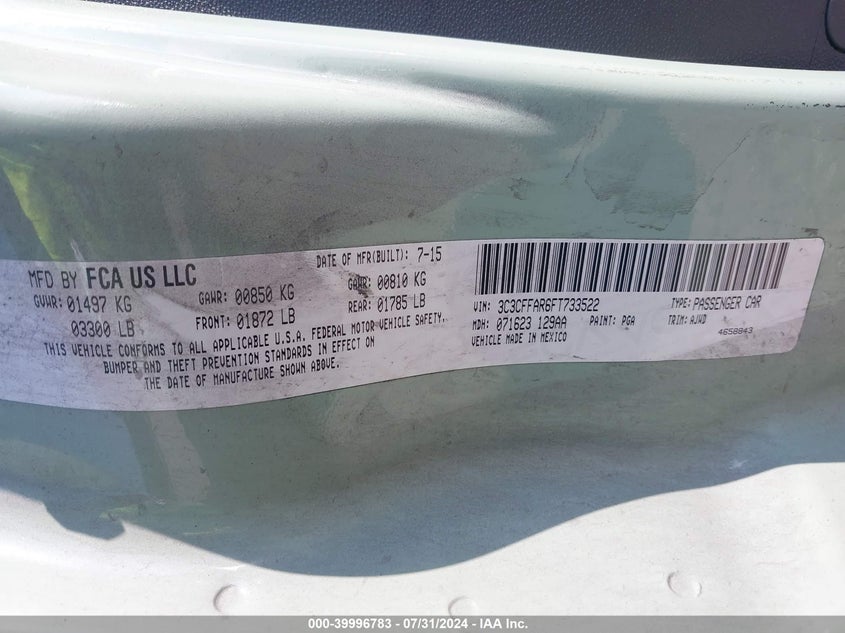 MFD BY FCA US LLC
DATE OF MFR(BUILT): 7-15
GVWR: 01497 KG
GAWR: 00850 KG
GAWR: 00810 KG
03300 LB
FRONT: 01872 LB
REAR: 01785 LB
THIS VEHICLE CONFORMS TO ALL APPLICABLE U.S.A. FEDERAL MOTOR VEHICLE SAFETY,
BUMPER AND THEFT PREVENTION STANDARDS IN EFFECT ON
THE DATE OF MANUFACTURE SHOWN ABOVE.
VIN: 3C3CFFAR6FT733522
TYPE: PASSENGER CAR
MDH: 071623 129AA
PAINT: PGA
TRIM: AJWD
VEHICLE MADE IN MEXICO
4658843
000-39996783 - 07/31/2024 - IAA Inc.